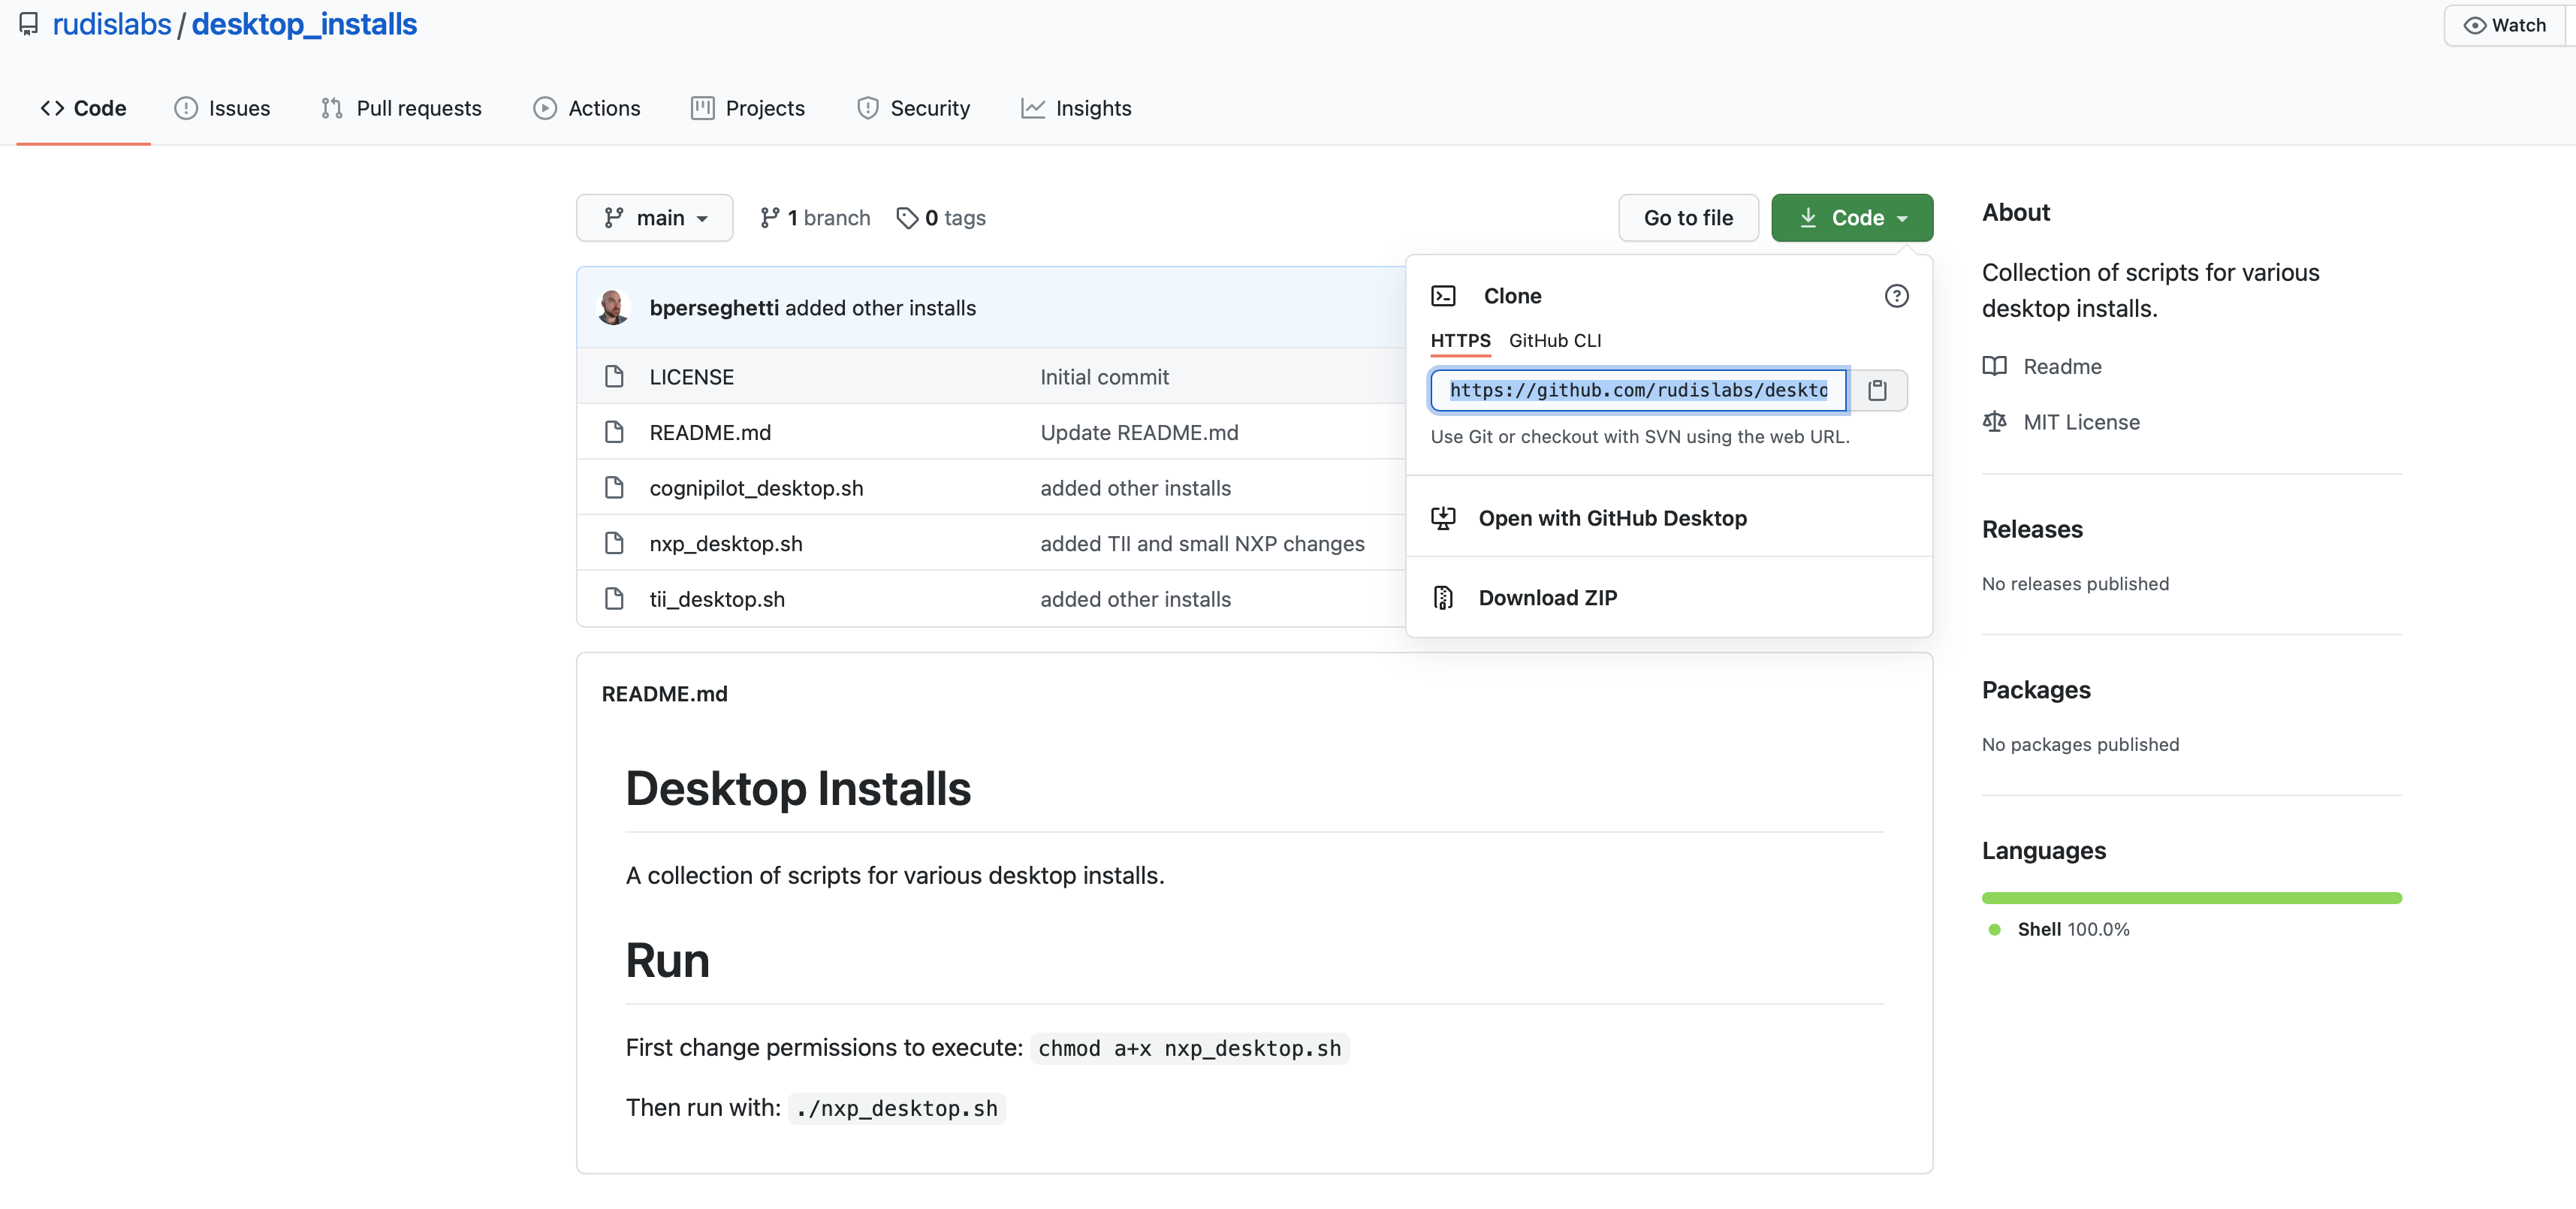 rudislabs / desktop_installs
Watch
Code
Issues
Pull requests
Actions
Projects
Security
Insights
main
1 branch
0 tags
Go to file
Code
bperseghetti added other installs
LICENSE
Initial commit
README.md
Update README.md
cognipilot_desktop.sh
added other installs
nxp_desktop.sh
added TII and small NXP changes
tii_desktop.sh
added other installs
Clone
HTTPS
GitHub CLI
https://github.com/rudislabs/deskto
Use Git or checkout with SVN using the web URL.
Open with GitHub Desktop
Download ZIP
README.md
Desktop Installs
A collection of scripts for various desktop installs.
Run
First change permissions to execute: chmod a+x nxp_desktop.sh
Then run with: ./nxp_desktop.sh
About
Collection of scripts for various
desktop installs.
Readme
MIT License
Releases
No releases published
Packages
No packages published
Languages
Shell 100.0%